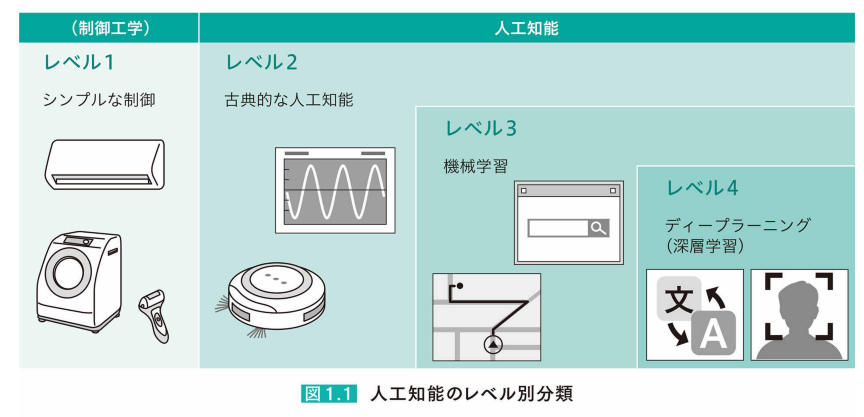 (制御工学)
人工知能
レベル1
シンプルな制御
レベル2
古典的な人工知能
レベル3
機械学習
レベル4
ディープラーニング
(深層学習)
文
A
図1.1 人工知能のレベル別分類